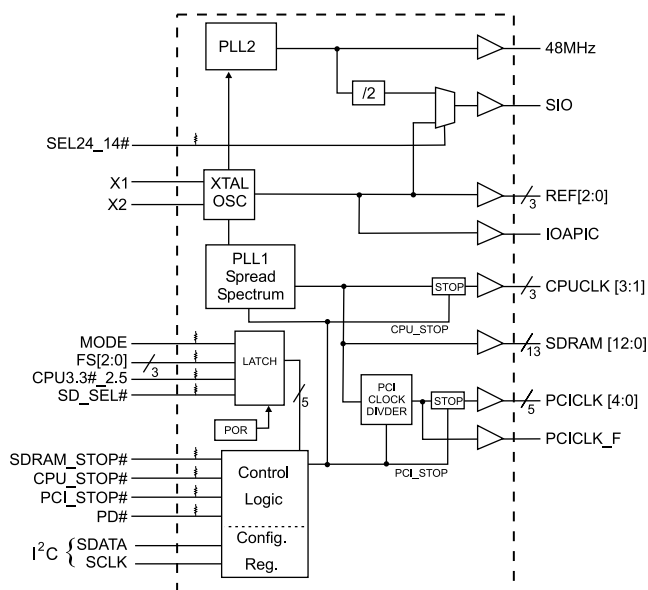 PLL2
48MHz
/2
SIO
SEL24_14#
X1
X2
XTAL
OSC
REF[2:0]
3
IOAPIC
PLL1
Spread
Spectrum
STOP
CPUCLK [3:1]
3
CPU_STOP
MODE
FS[2:0]
3
CPU3.3#_2.5
SD_SEL#
LATCH
5
SDRAM [12:0]
13
PCI
CLOCK
DIVDER
STOP
PCICLK [4:0]
5
POR
PCICLK_F
PCI_STOP
SDRAM_STOP#
CPU_STOP#
PCI_STOP#
PD#
Control
Logic
I²C { SDATA
SCLK
Config.
Reg.